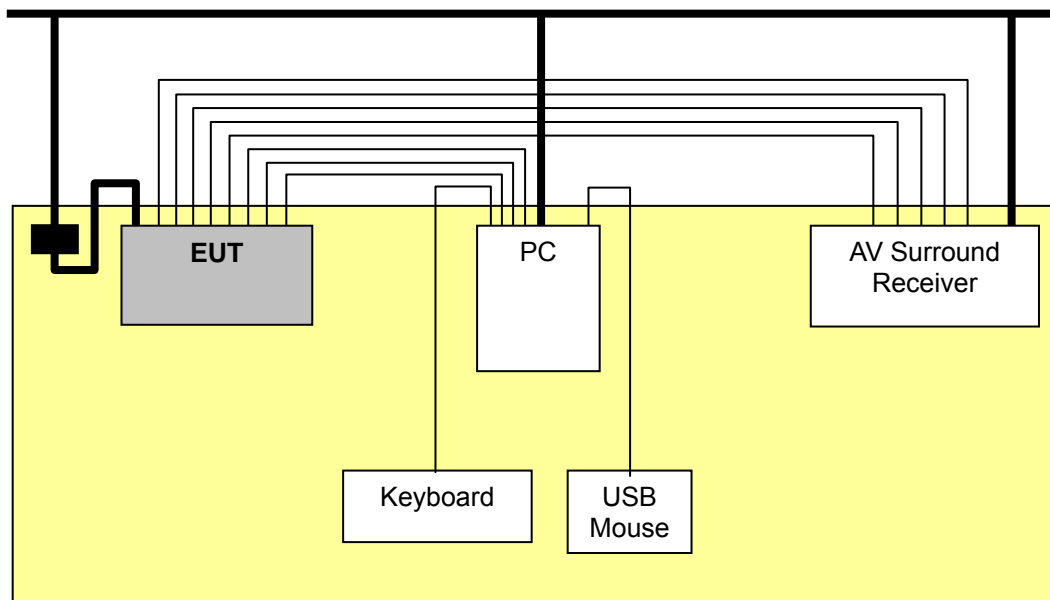 EUT
PC
AV Surround
Receiver
Keyboard
USB
Mouse